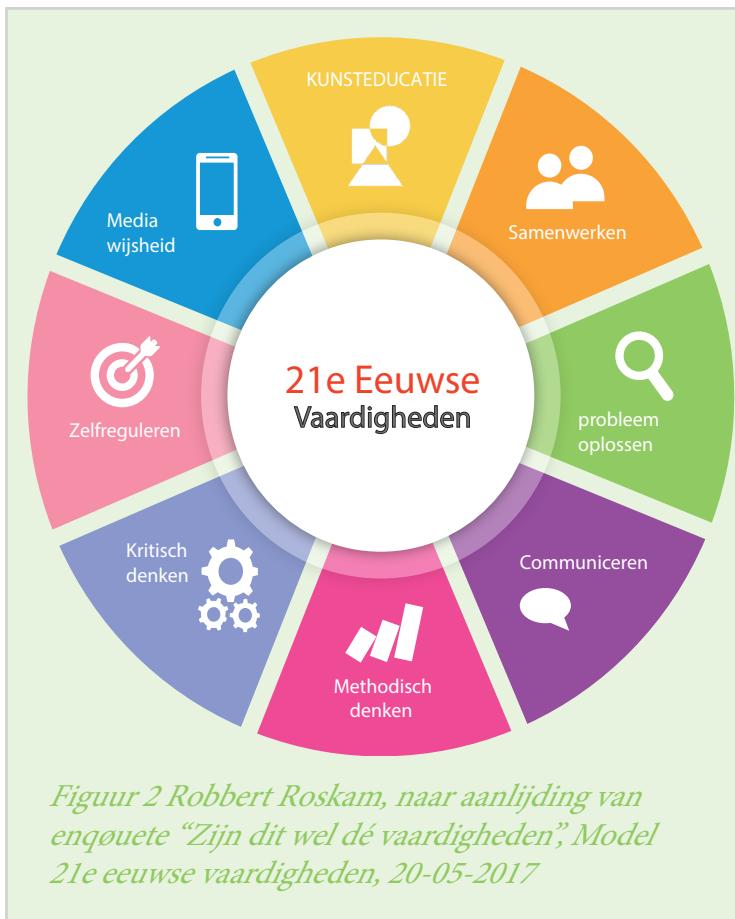 KUNSTEDUCATIE
Samenwerken
probleem
oplossen
Communiceren
Methodisch
denken
Kritisch
denken
Zelfreguleren
Media
wijsheid
21e Eeuwse
Vaardigheden
Figuur 2 Robbert Roskam, naar aanlijding van
enqøuete “Zijn dit wel dé vaardigheden”, Model
21e eeuwse vaardigheden, 20-05-2017